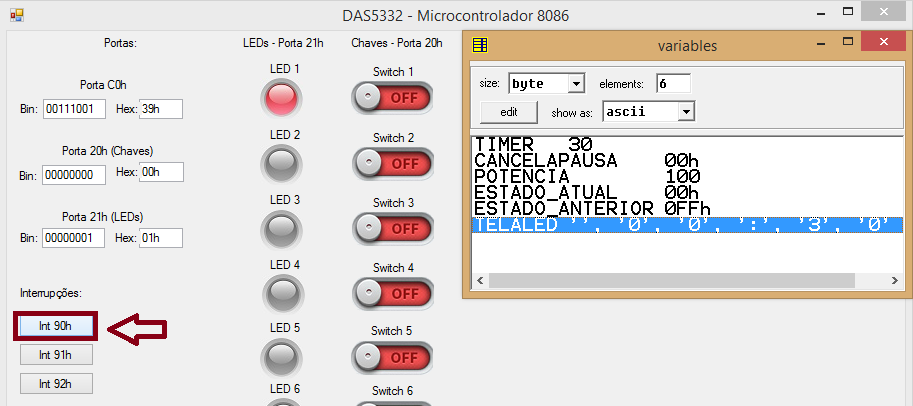 DAS5332 - Microcontrolador 8086
Portas:
Porta C0h
Bin: 00111001 Hex: 39h
Porta 20h (Chaves)
Bin: 00000000 Hex: 00h
Porta 21h (LEDs)
Bin: 00000001 Hex: 01h
Interrupções:
Int 90h
Int 91h
Int 92h
LEDs - Porta 21h
LED 1
LED 2
LED 3
LED 4
LED 5
LED 6
Chaves - Porta 20h
Switch 1
OFF
Switch 2
OFF
Switch 3
OFF
Switch 4
OFF
Switch 5
OFF
Switch 6
variables
size: byte elements: 6
edit show as: ascii
TIMER 30
CANCELAPAUSA 00h
POTENCIA 100
ESTADO_ATUAL 00h
ESTADO_ANTERIOR 0FFh
TELALED ' ', '0', '0', ':', '3', '0'